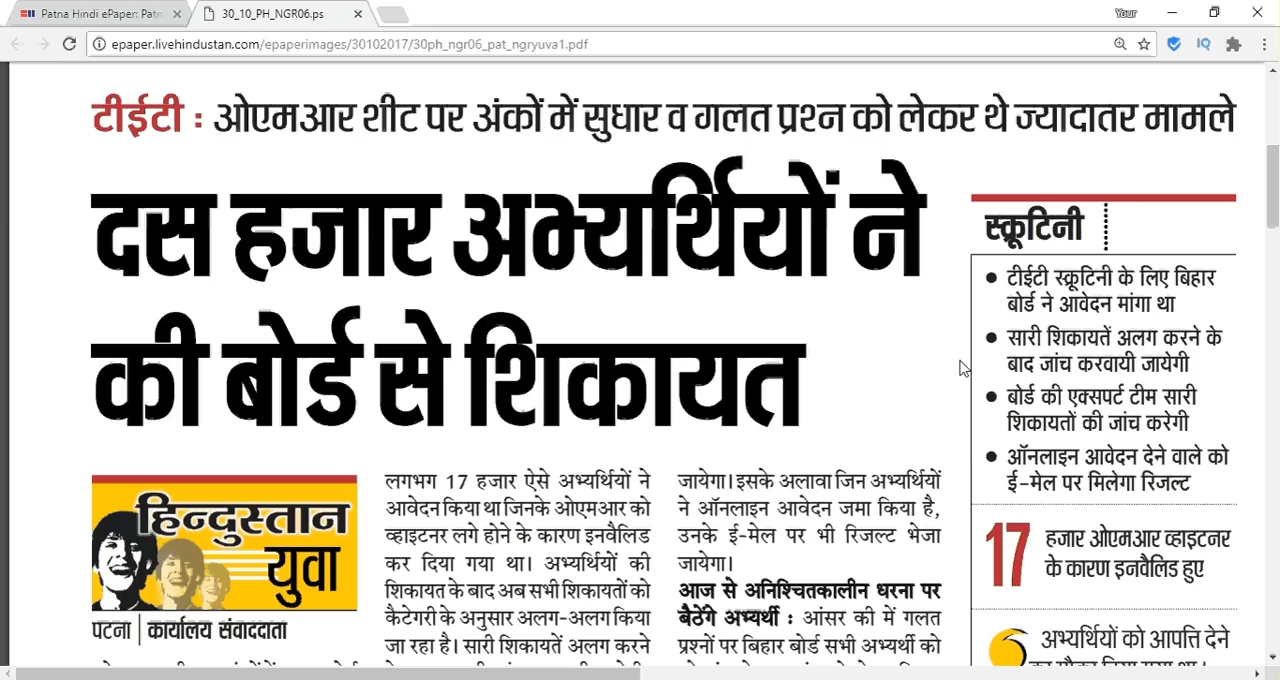 Patna Hindi ePaper: Patn
30_10_PH_NGR06.ps
Your
epaper.livehindustan.com/epaperimages/30102017/30ph_ngr06_pat_ngryuva1.pdf
टीईटी : ओएमआर शीट पर अंकों में सुधार व गलत प्रश्न को लेकर थे ज्यादातर मामले
दस हजार अभ्यर्थियों ने
की बोर्ड से शिकायत
हिन्दुस्तान
युवा
पटना | कार्यालय संवाददाता
लगभग 17 हजार ऐसे अभ्यर्थियों ने
आवेदन किया था जिनके ओएमआर को
व्हाइटनर लगे होने के कारण इनवैलिड
कर दिया गया था। अभ्यर्थियों की
शिकायत के बाद अब सभी शिकायतों को
कैटेगरी के अनुसार अलग-अलग किया
जा रहा है। सारी शिकायतें अलग करने
जायेगा। इसके अलावा जिन अभ्यर्थियों
ने ऑनलाइन आवेदन जमा किया है,
उनके ई-मेल पर भी रिजल्ट भेजा
जायेगा।
आज से अनिश्चितकालीन धरना पर
बैठेंगे अभ्यर्थी : आंसर की में गलत
प्रश्नों पर बिहार बोर्ड सभी अभ्यर्थी को
स्क्रूटिनी
● टीईटी स्क्रूटिनी के लिए बिहार
बोर्ड ने आवेदन मांगा था
● सारी शिकायतें अलग करने के
बाद जांच करवायी जायेगी
● बोर्ड की एक्सपर्ट टीम सारी
शिकायतों की जांच करेगी
● ऑनलाइन आवेदन देने वाले को
ई-मेल पर मिलेगा रिजल्ट
17 हजार ओएमआर व्हाइटनर
के कारण इनवैलिड हुए
अभ्यर्थियों को आपत्ति देने